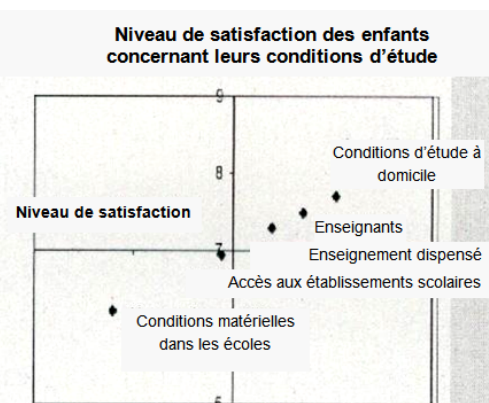 Niveau de satisfaction des enfants
concernant leurs conditions d’étude
9
Conditions d’étude à
domicile
8
Niveau de satisfaction
Enseignants
7
Enseignement dispensé
Accès aux établissements scolaires
Conditions matérielles
dans les écoles